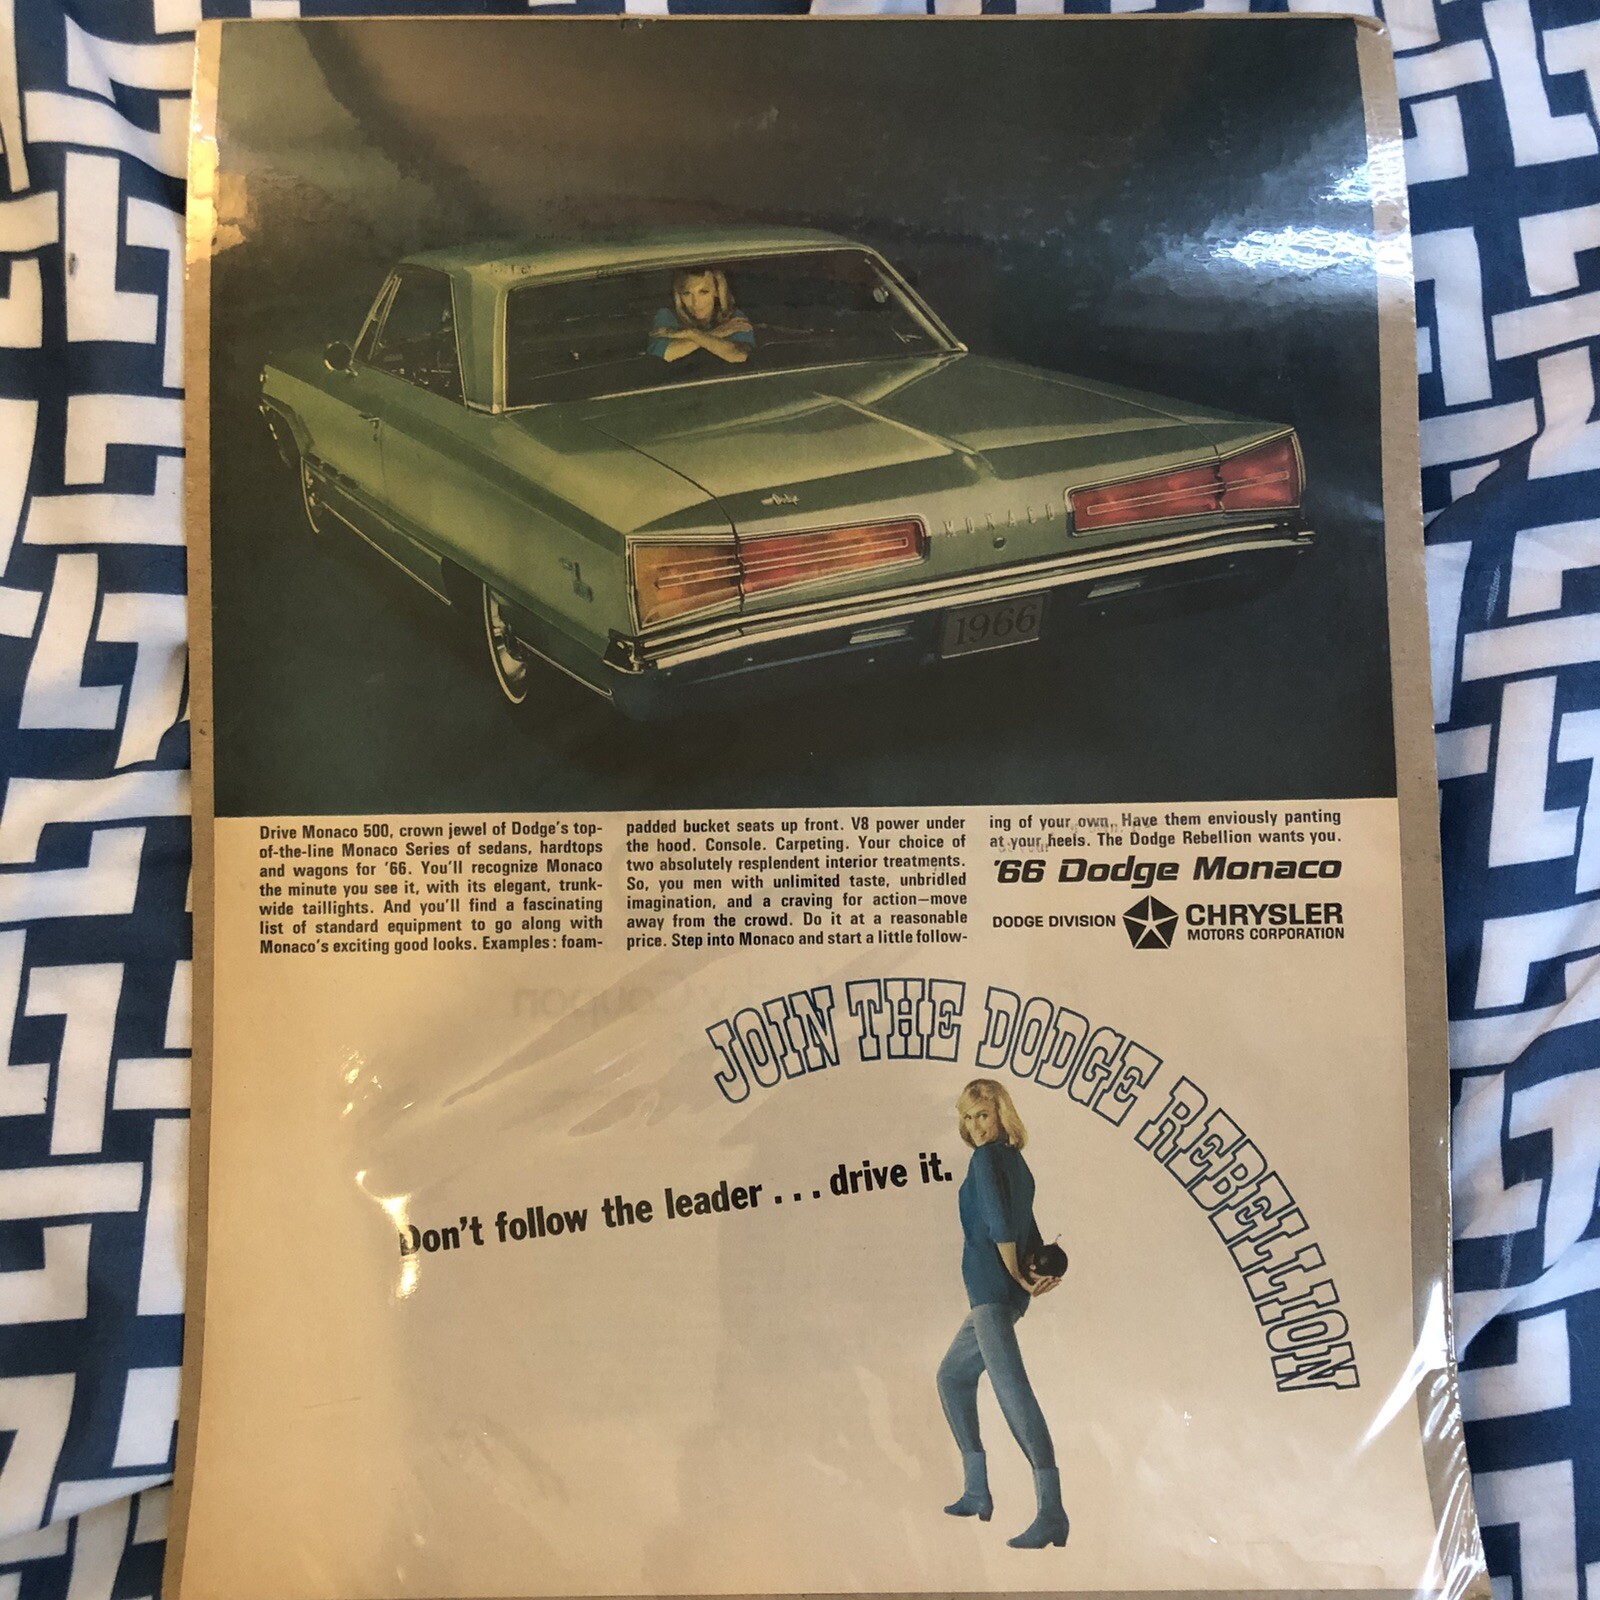 Dodge
MONACO
1966
Drive Monaco 500, crown jewel of Dodge's top-
of-the-line Monaco Series of sedans, hardtops
and wagons for '66. You'll recognize Monaco
the minute you see it, with its elegant, trunk-
wide taillights. And you'll find a fascinating
list of standard equipment to go along with
Monaco's exciting good looks. Examples: foam-
padded bucket seats up front. V8 power under
the hood. Console. Carpeting. Your choice of
two absolutely resplendent interior treatments.
So, you men with unlimited taste, unbridled
imagination, and a craving for action—move
away from the crowd. Do it at a reasonable
price. Step into Monaco and start a little follow-
ing of your own. Have them enviously panting
at your heels. The Dodge Rebellion wants you.
'66 Dodge Monaco
DODGE DIVISION CHRYSLER
MOTORS CORPORATION
JOIN THE DODGE REBELLION
Don't follow the leader . . . drive it.